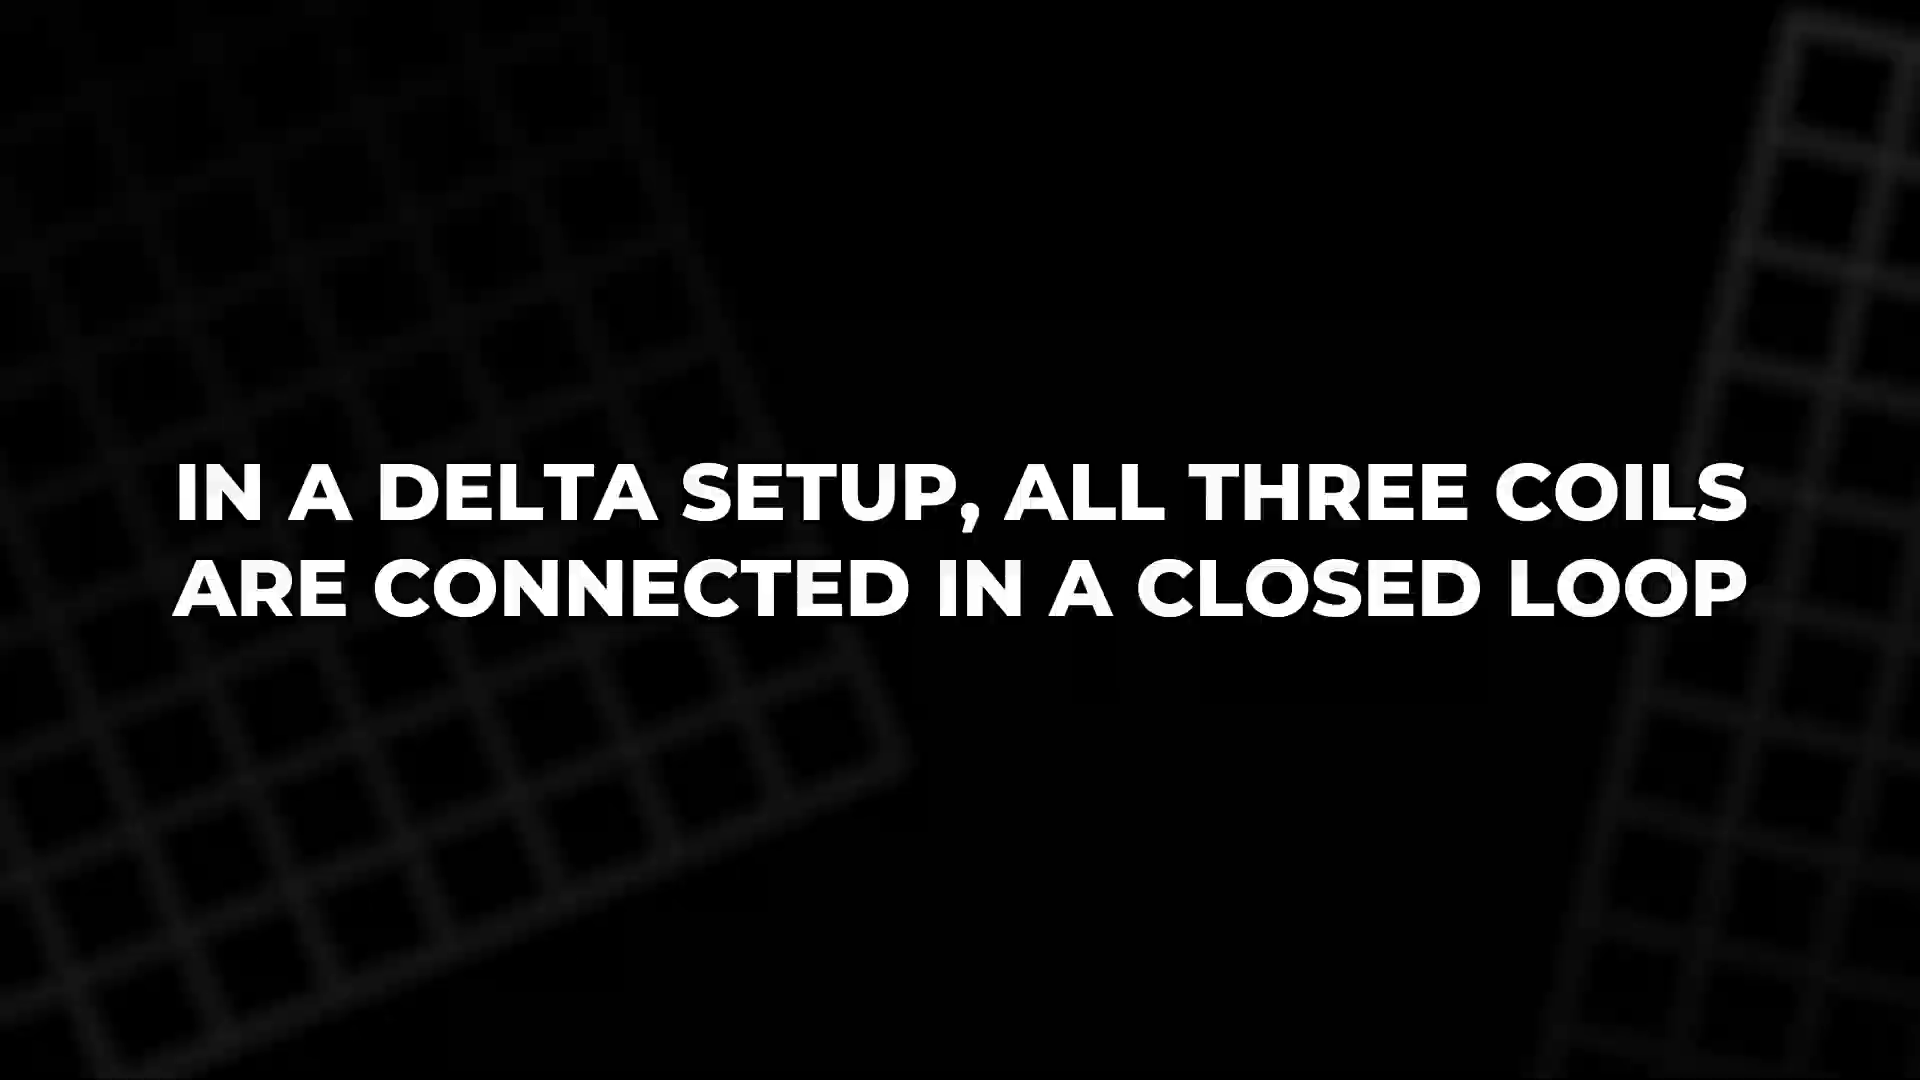 IN A DELTA SETUP, ALL THREE COILS
ARE CONNECTED IN A CLOSED LOOP